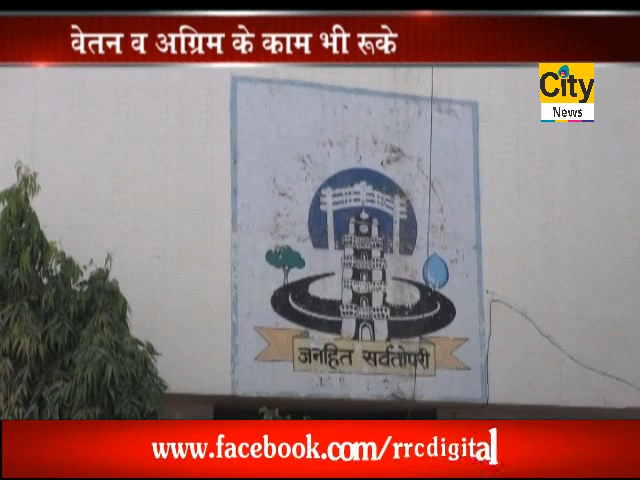 वेतन व अग्रिम के काम भी रूके
City
News
जनहित सर्वतोपरी
www.facebook.com/rrcdigital